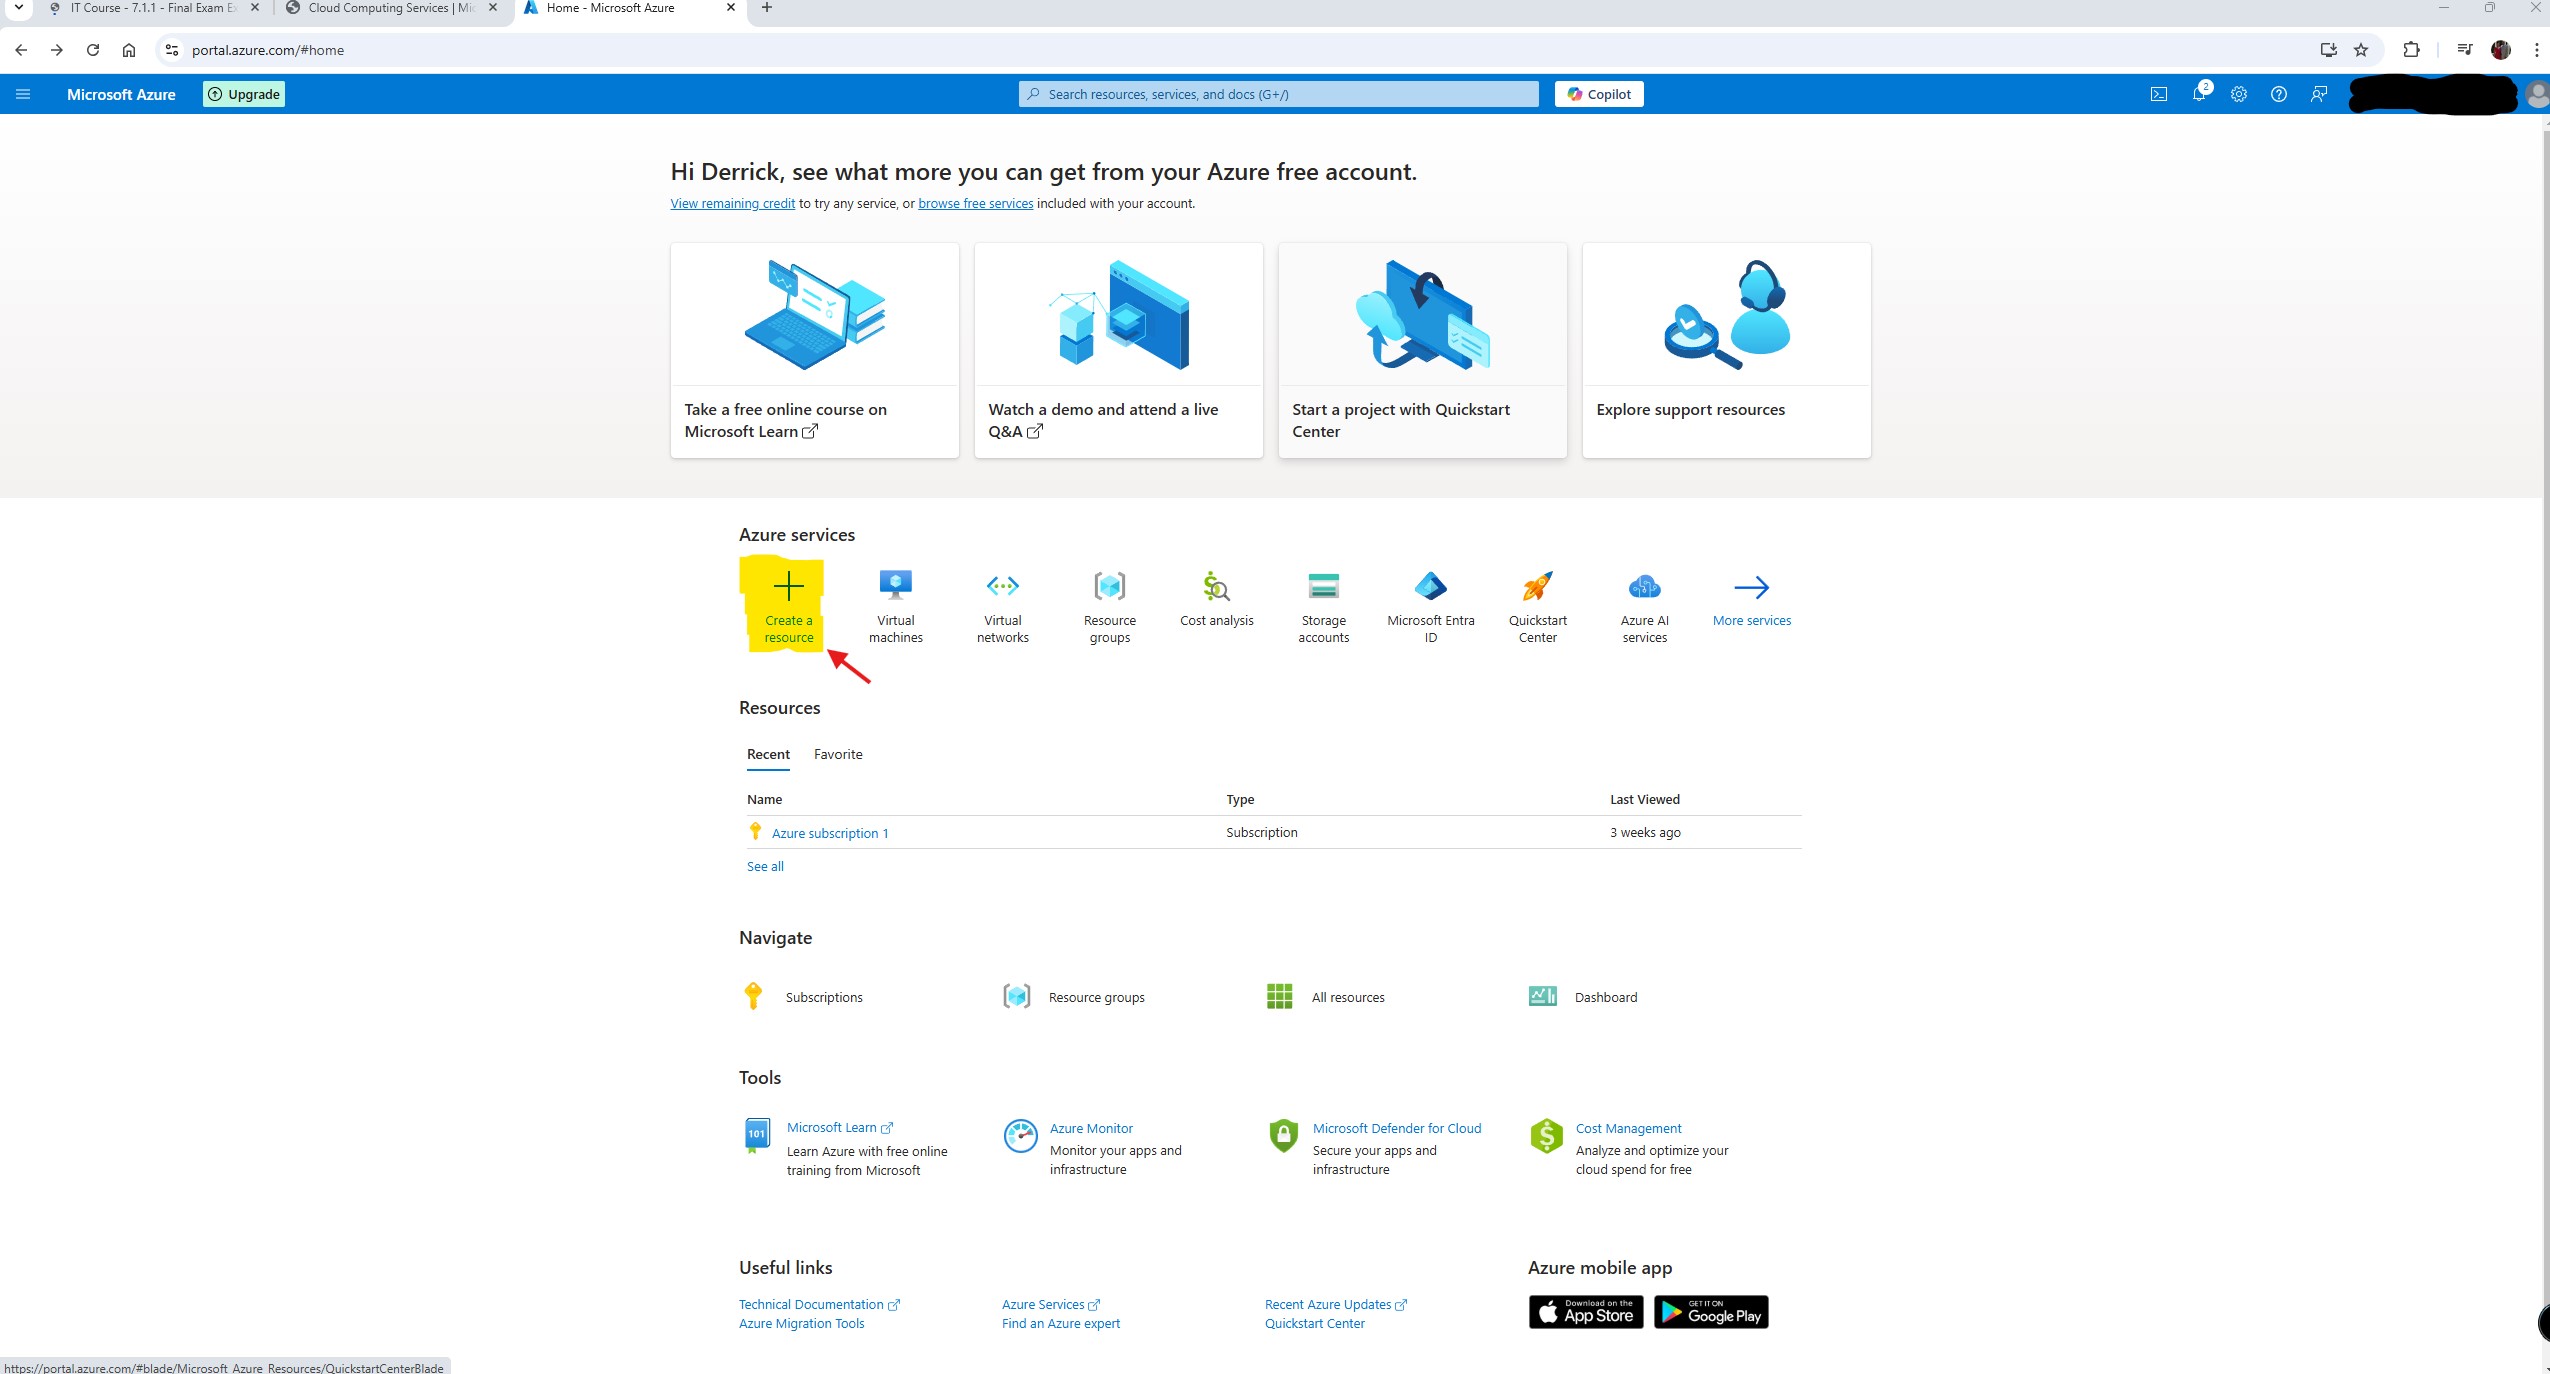 IT Course - 7.1.1 - Final Exam E
Cloud Computing Services | Mic
Home - Microsoft Azure
portal.azure.com/#home
Microsoft Azure
Upgrade
Search resources, services, and docs (G+/)
Copilot
2
Hi Derrick, see what more you can get from your Azure free account.
View remaining credit to try any service, or browse free services included with your account.
Take a free online course on
Microsoft Learn
Watch a demo and attend a live
Q&A
Start a project with Quickstart
Center
Explore support resources
Azure services
Create a
resource
Virtual
machines
Virtual
networks
Resource
groups
Cost analysis
Storage
accounts
Microsoft Entra
ID
Quickstart
Center
Azure AI
services
More services
Resources
Recent
Favorite
Name
Type
Last Viewed
Azure subscription 1
Subscription
3 weeks ago
See all
Navigate
Subscriptions
Resource groups
All resources
Dashboard
Tools
101
Microsoft Learn
Learn Azure with free online
training from Microsoft
Azure Monitor
Monitor your apps and
infrastructure
Microsoft Defender for Cloud
Secure your apps and
infrastructure
Cost Management
Analyze and optimize your
cloud spend for free
Useful links
Technical Documentation
Azure Migration Tools
Azure Services
Find an Azure expert
Recent Azure Updates
Quickstart Center
Azure mobile app
Download on the
App Store
GET IT ON
Google Play
https://portal.azure.com/#blade/Microsoft_Azure_Resources/QuickstartCenterBlade